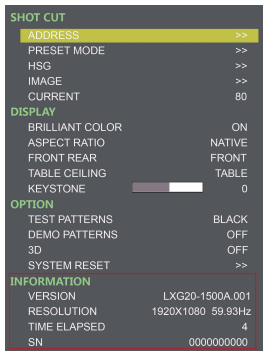 SHOT CUT
ADDRESS >>
PRESET MODE >>
HSG >>
IMAGE >>
CURRENT 80
DISPLAY
BRILLIANT COLOR ON
ASPECT RATIO NATIVE
FRONT REAR FRONT
TABLE CEILING TABLE
KEYSTONE 0
OPTION
TEST PATTERNS BLACK
DEMO PATTERNS OFF
3D OFF
SYSTEM RESET >>
INFORMATION
VERSION LXG20-1500A.001
RESOLUTION 1920X1080 59.93Hz
TIME ELAPSED 4
SN 0000000000